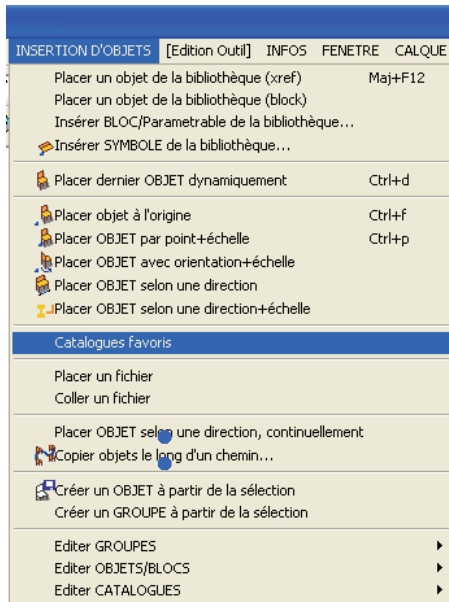 INSERTION D'OBJETS [Edition Outil] INFOS FENETRE CALQUE
Placer un objet de la bibliothèque (xref) Maj+F12
Placer un objet de la bibliothèque (block)
Insérer BLOC/Parametrable de la bibliothèque...
Insérer SYMBOLE de la bibliothèque...
Placer dernier OBJET dynamiquement Ctrl+d
Placer objet à l'origine Ctrl+f
Placer OBJET par point+échelle Ctrl+p
Placer OBJET avec orientation+échelle
Placer OBJET selon une direction
Placer OBJET selon une direction+échelle
Catalogues favoris
Placer un fichier
Coller un fichier
Placer OBJET selon une direction, continuellement
Copier objets le long d'un chemin...
Créer un OBJET à partir de la sélection
Créer un GROUPE à partir de la sélection
Editer GROUPES
Editer OBJETS/BLOCS
Editer CATALOGUES